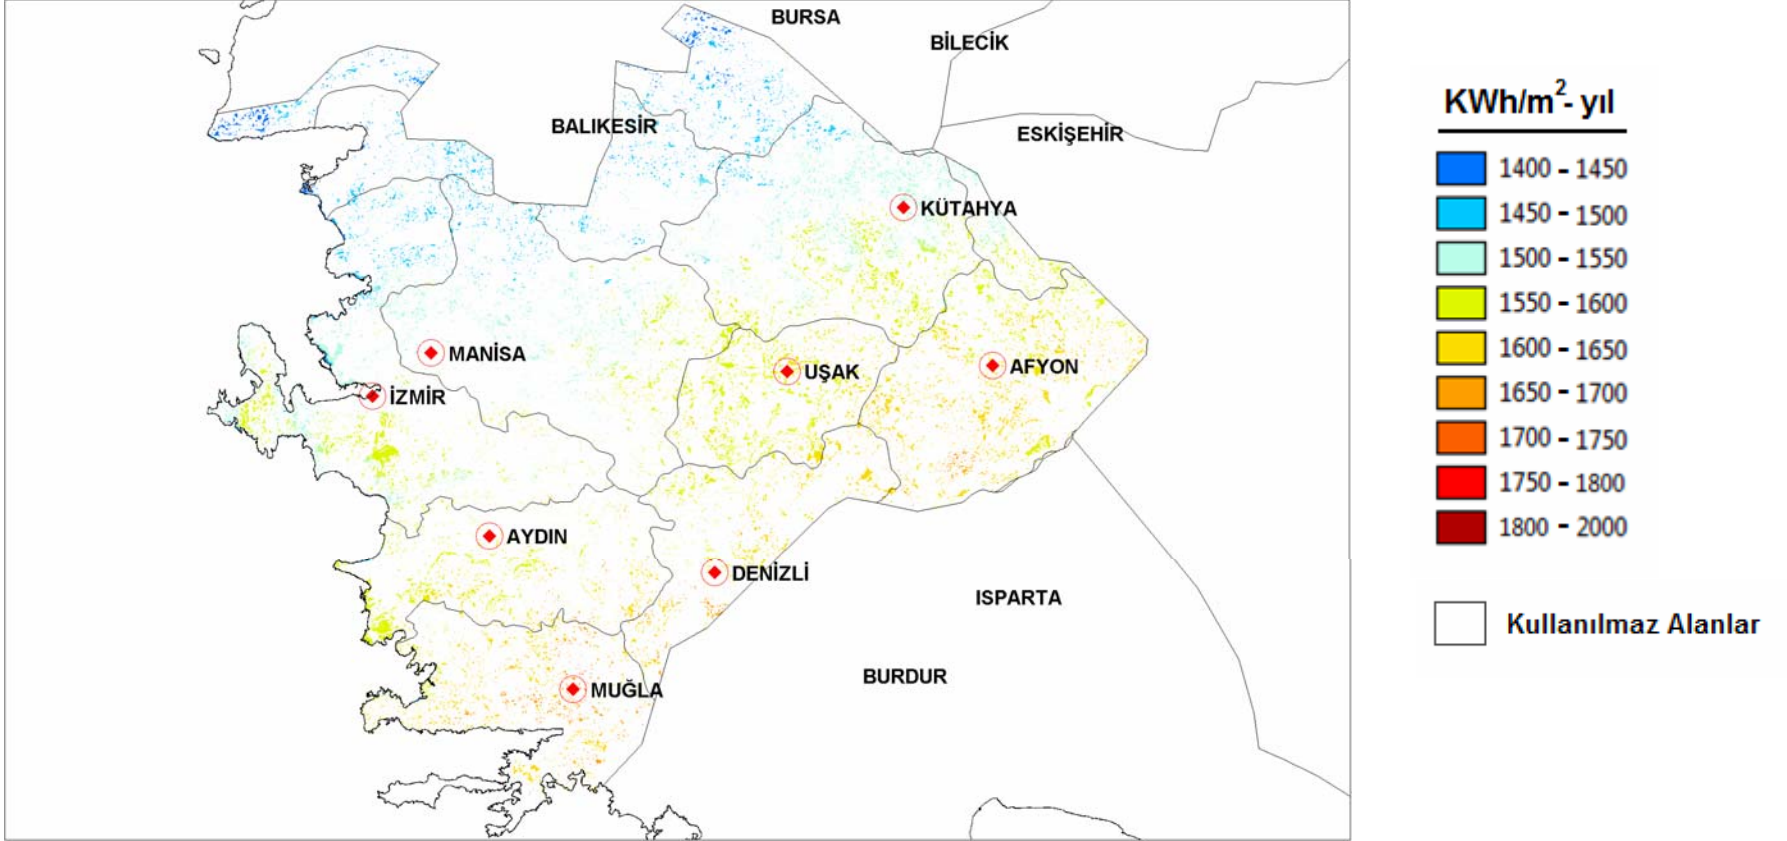 BURSA
BİLECİK
BALIKESİR
ESKİŞEHİR
KÜTAHYA
MANİSA
UŞAK
AFYON
İZMİR
AYDIN
DENİZLİ
ISPARTA
BURDUR
MUĞLA
KWh/m²- yıl
1400 - 1450
1450 - 1500
1500 - 1550
1550 - 1600
1600 - 1650
1650 - 1700
1700 - 1750
1750 - 1800
1800 - 2000
Kullanılmaz Alanlar